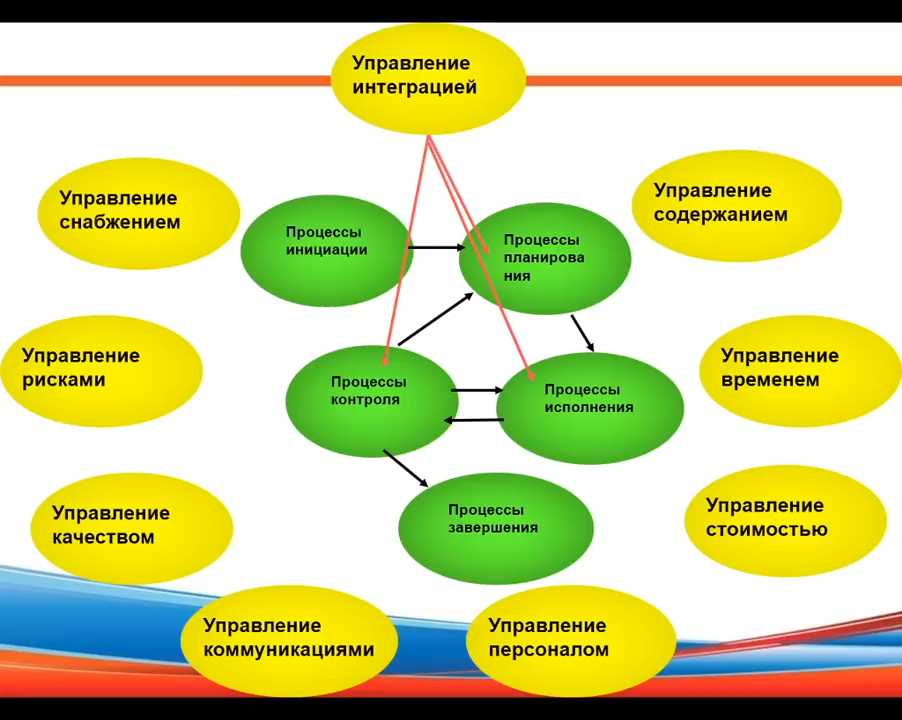 Управление
интеграцией
Управление
снабжением
Управление
содержанием
Процессы
инициации
Процессы
планирова
ния
Управление
рисками
Управление
временем
Процессы
контроля
Процессы
исполнения
Управление
качеством
Процессы
завершения
Управление
стоимостью
Управление
коммуникациями
Управление
персоналом